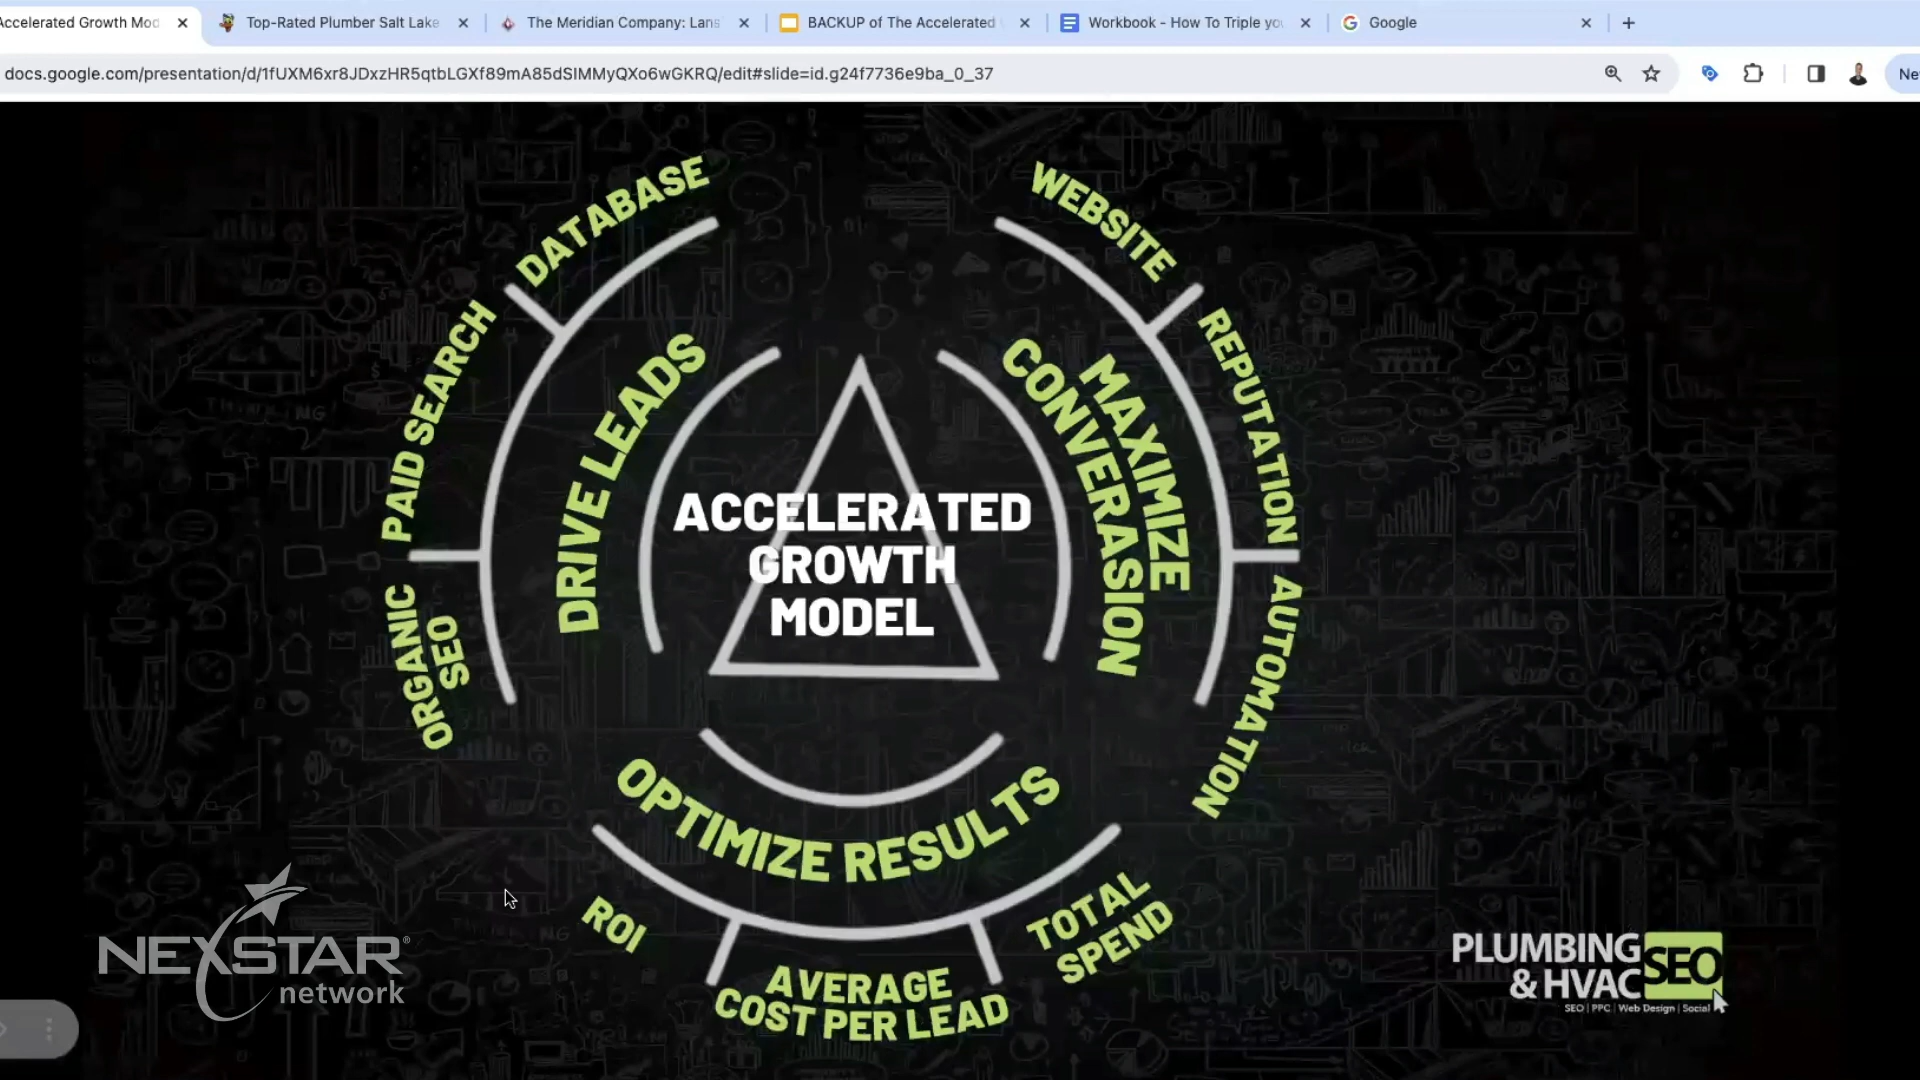 Accelerated Growth Mod
Top-Rated Plumber Salt Lake
The Meridian Company: Lans
BACKUP of The Accelerated
Workbook - How To Triple you
Google
docs.google.com/presentation/d/1fUXM6xr8JDxzHR5qtbLGXf89mA85dSIMMyQXo6wGKRQ/edit#slide=id.g24f7736e9ba_0_37
New
DATABASE
WEBSITE
PAID SEARCH
REPUTATION
DRIVE LEADS
MAXIMIZE
CONVERASION
ACCELERATED
GROWTH
MODEL
ORGANIC
SEO
AUTOMATION
OPTIMIZE RESULTS
ROI
TOTAL
SPEND
AVERAGE
COST PER LEAD
NEXSTAR®
network
PLUMBING
& HVAC SEO
SEO | PPC | Web Design | Social
THINKING